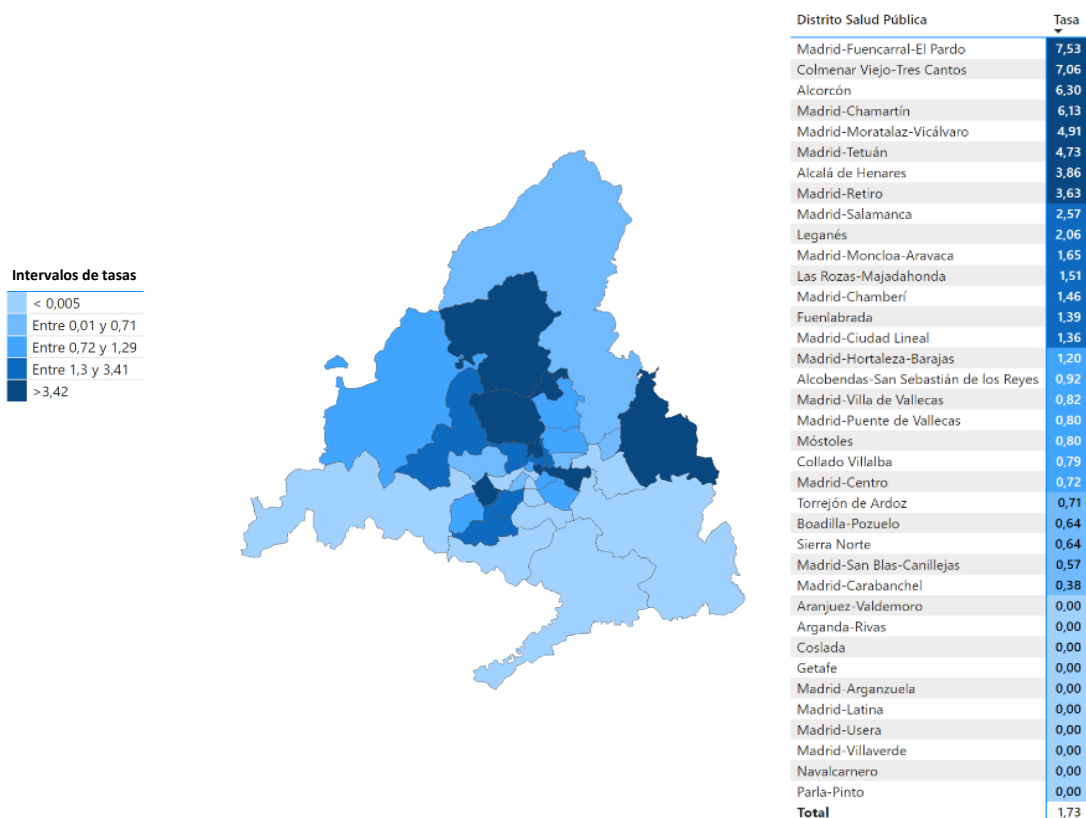 Intervalos de tasas
< 0,005
Entre 0,01 y 0,71
Entre 0,72 y 1,29
Entre 1,3 y 3,41
>3,42
Distrito Salud Pública Tasa
Madrid-Fuencarral-El Pardo 7,53
Colmenar Viejo-Tres Cantos 7,06
Alcorcón 6,30
Madrid-Chamartín 6,13
Madrid-Moratalaz-Vicálvaro 4,91
Madrid-Tetuán 4,73
Alcalá de Henares 3,86
Madrid-Retiro 3,63
Madrid-Salamanca 2,57
Leganés 2,06
Madrid-Moncloa-Aravaca 1,65
Las Rozas-Majadahonda 1,51
Madrid-Chamberí 1,46
Fuenlabrada 1,39
Madrid-Ciudad Lineal 1,36
Madrid-Hortaleza-Barajas 1,20
Alcobendas-San Sebastián de los Reyes 0,92
Madrid-Villa de Vallecas 0,82
Madrid-Puente de Vallecas 0,80
Móstoles 0,80
Collado Villalba 0,79
Madrid-Centro 0,72
Torrejón de Ardoz 0,71
Boadilla-Pozuelo 0,64
Sierra Norte 0,64
Madrid-San Blas-Canillejas 0,57
Madrid-Carabanchel 0,38
Aranjuez-Valdemoro 0,00
Arganda-Rivas 0,00
Coslada 0,00
Getafe 0,00
Madrid-Arganzuela 0,00
Madrid-Latina 0,00
Madrid-Usera 0,00
Madrid-Villaverde 0,00
Navalcarnero 0,00
Parla-Pinto 0,00
Total 1,73